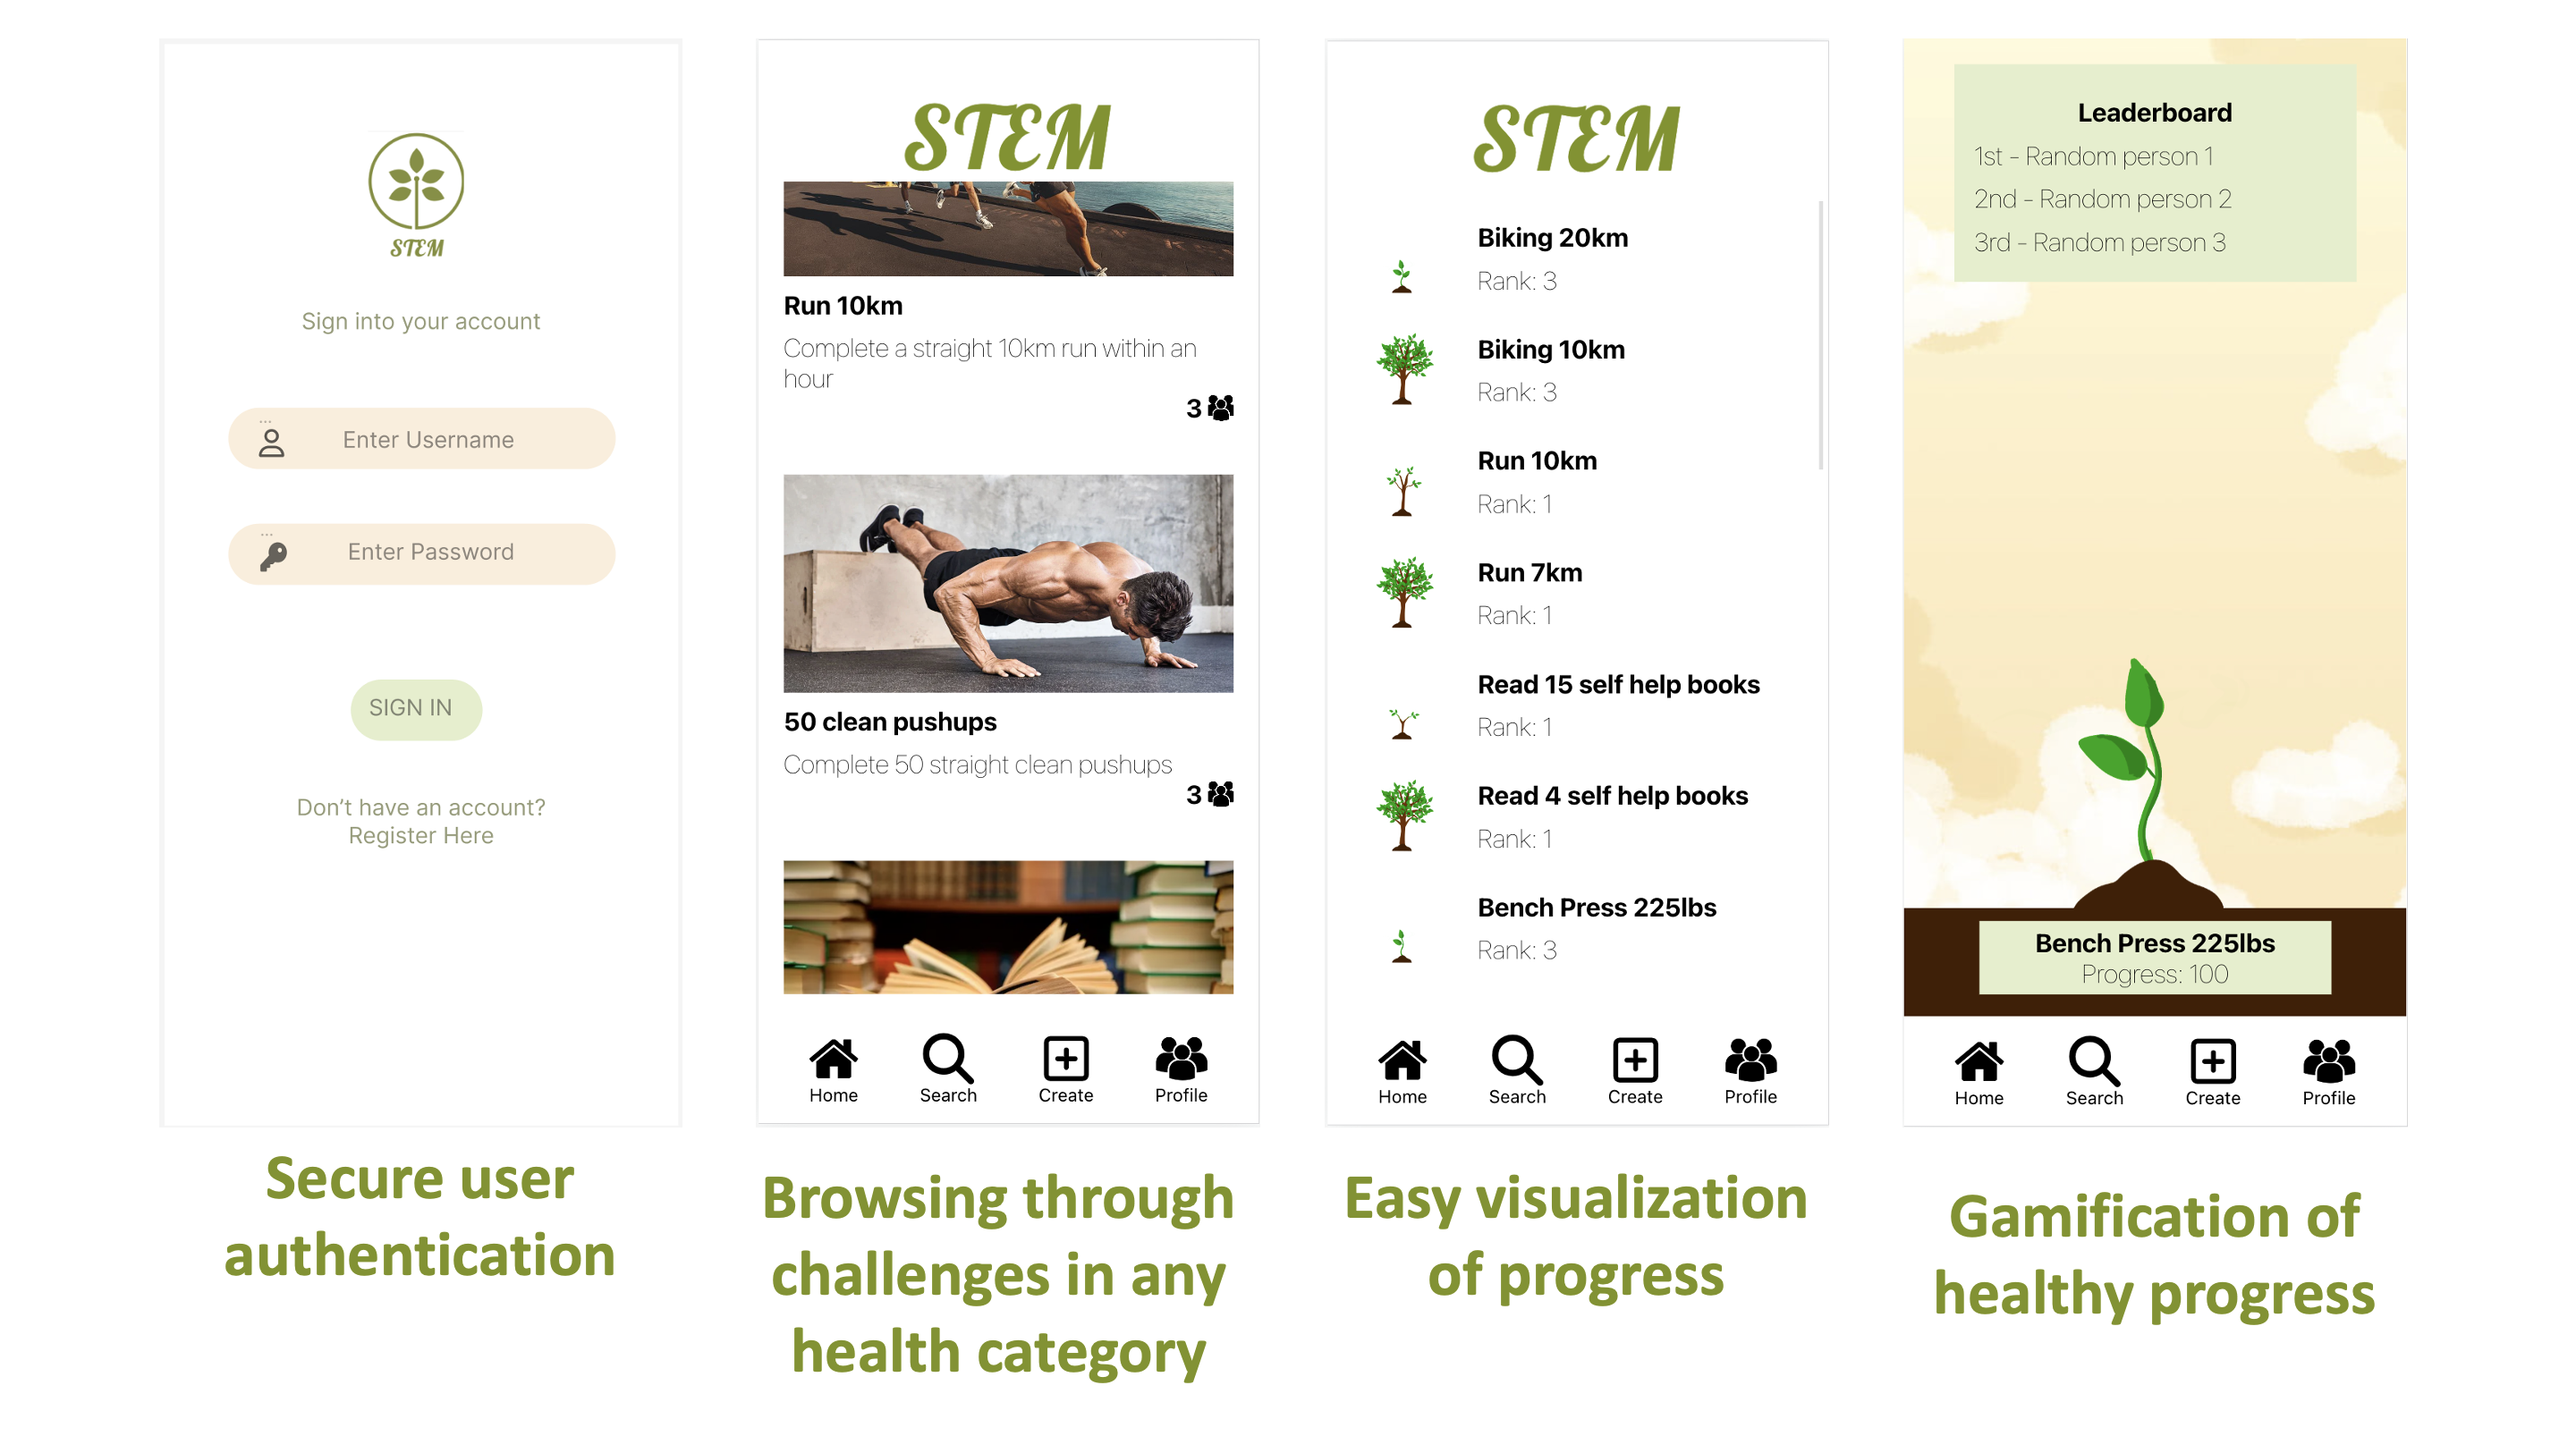 STEM
Sign into your account
Enter Username
Enter Password
SIGN IN
Don’t have an account?
Register Here
Secure user
authentication
STEM
Run 10km
Complete a straight 10km run within an
hour
3
50 clean pushups
Complete 50 straight clean pushups
3
Home Search Create Profile
Browsing through
challenges in any
health category
STEM
Biking 20km
Rank: 3
Biking 10km
Rank: 3
Run 10km
Rank: 1
Run 7km
Rank: 1
Read 15 self help books
Rank: 1
Read 4 self help books
Rank: 1
Bench Press 225lbs
Rank: 3
Home Search Create Profile
Easy visualization
of progress
Leaderboard
1st - Random person 1
2nd - Random person 2
3rd - Random person 3
Bench Press 225lbs
Progress: 100
Home Search Create Profile
Gamification of
healthy progress